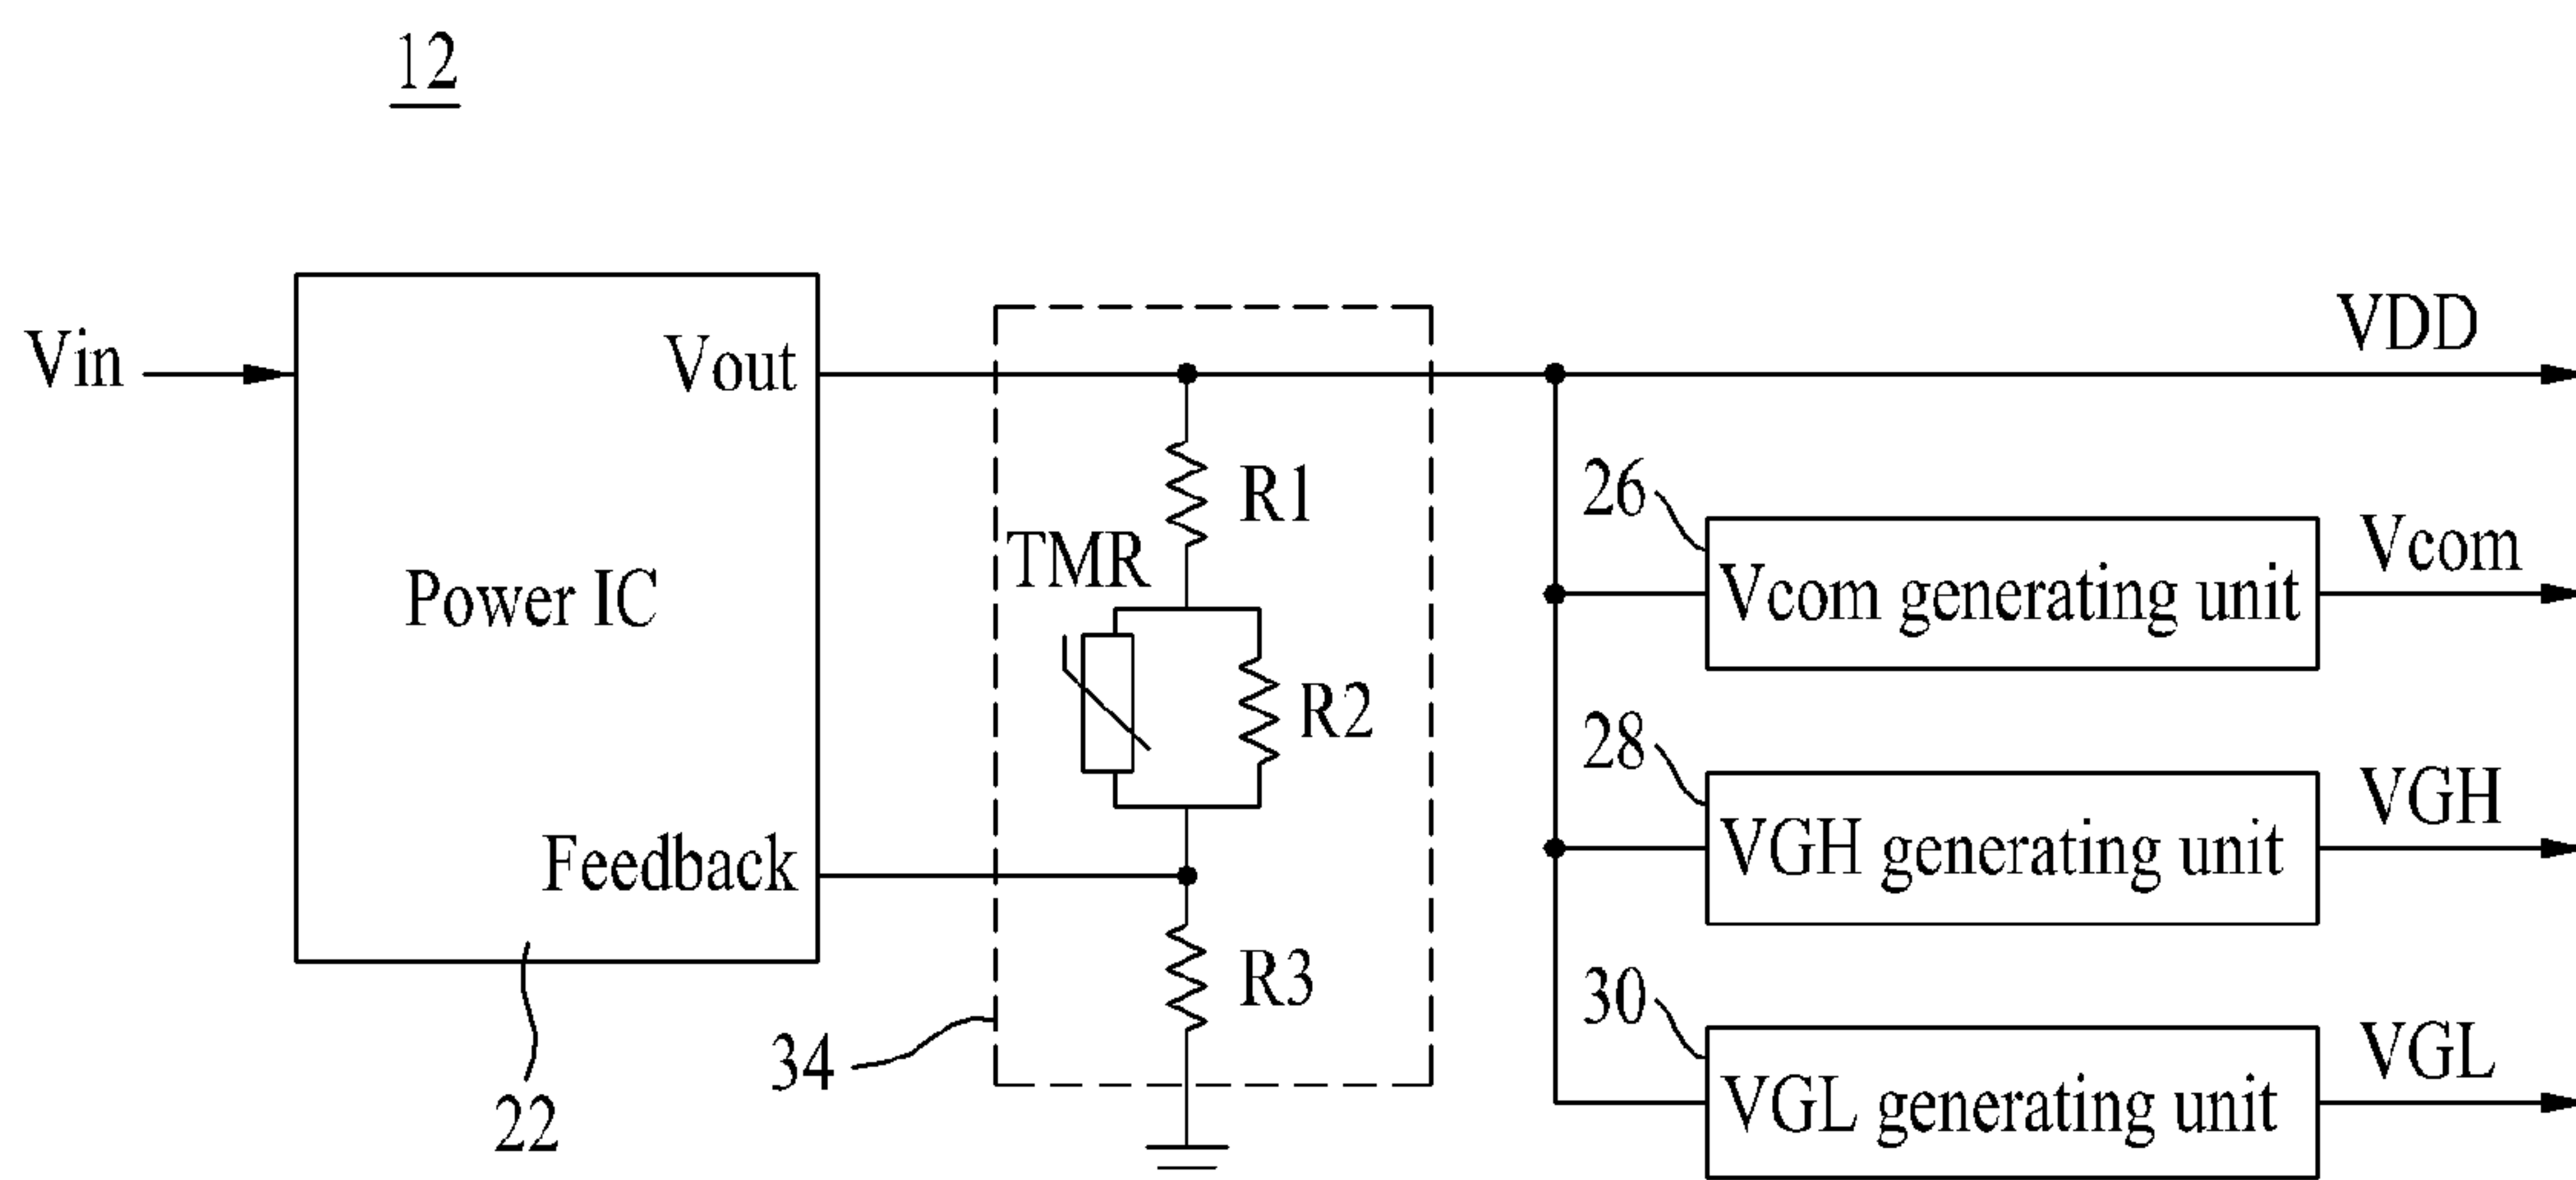 12
Vin
Vout
Power IC
Feedback
22
34
TMR
R1
R2
R3
VDD
26
Vcom generating unit
Vcom
28
VGH generating unit
VGH
30
VGL generating unit
VGL